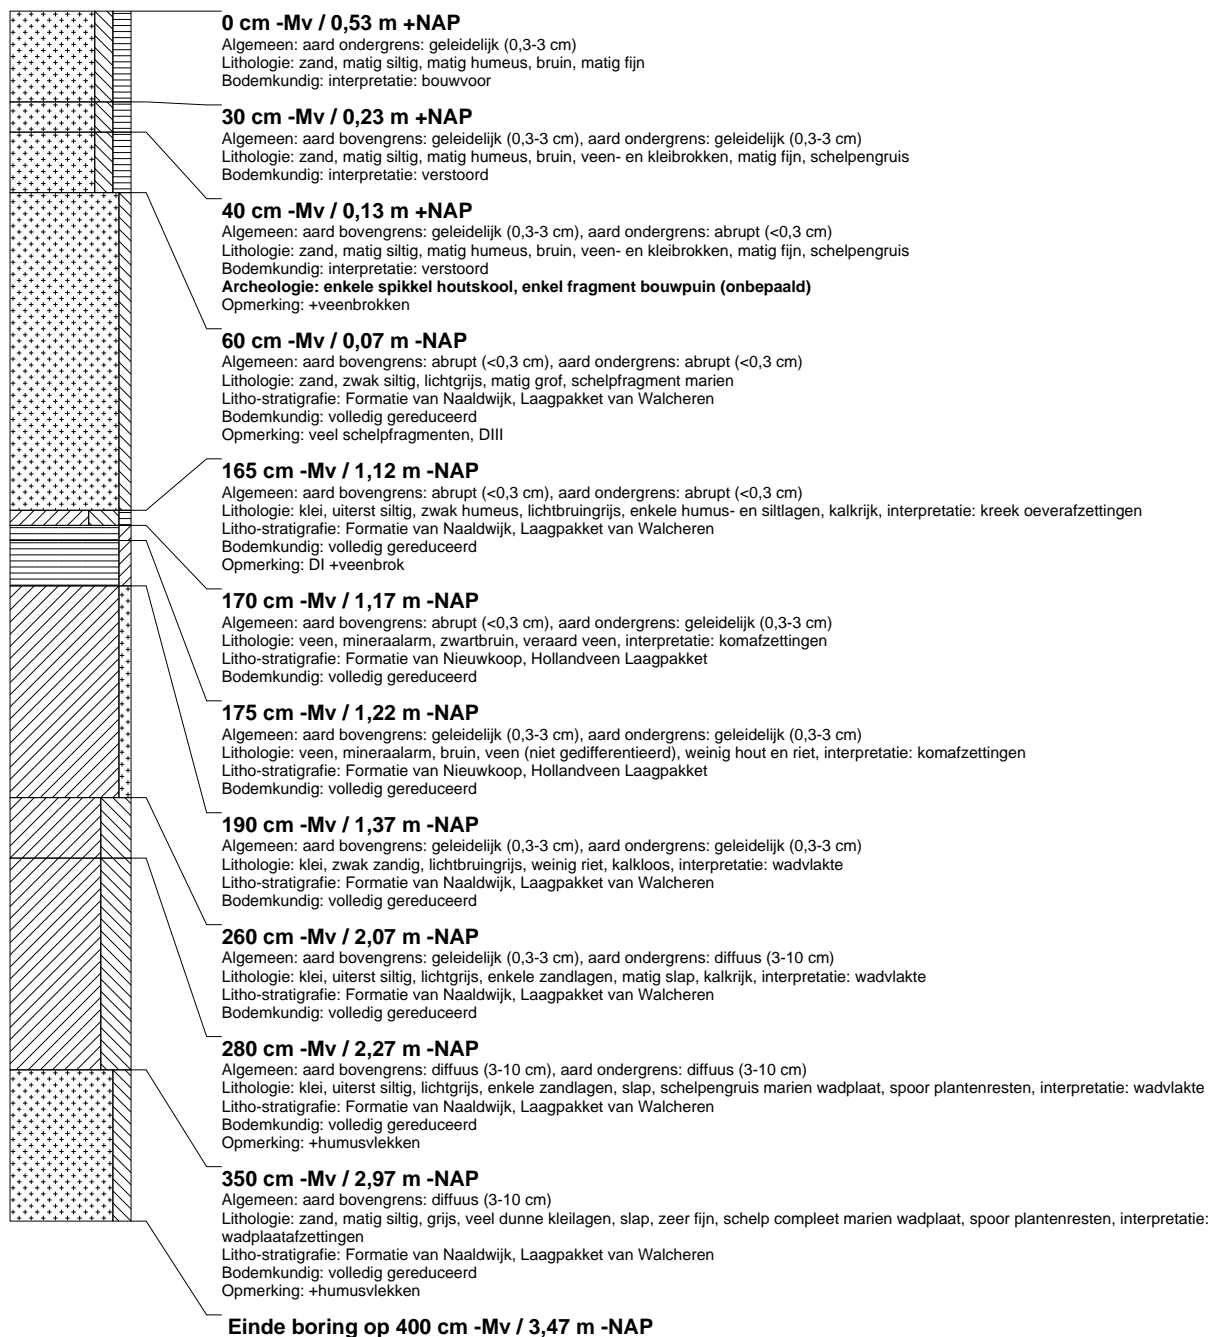 0 cm -Mv / 0,53 m +NAP
Algemeen: aard ondergrens: geleidelijk (0,3-3 cm)
Lithologie: zand, matig siltig, matig humeus, bruin, matig fijn
Bodemkundig: interpretatie: bouwvoor
30 cm -Mv / 0,23 m +NAP
Algemeen: aard bovengrens: geleidelijk (0,3-3 cm), aard ondergrens: geleidelijk (0,3-3 cm)
Lithologie: zand, matig siltig, matig humeus, bruin, veen- en kleibrokken, matig fijn, schelpengruis
Bodemkundig: interpretatie: verstoord
40 cm -Mv / 0,13 m +NAP
Algemeen: aard bovengrens: geleidelijk (0,3-3 cm), aard ondergrens: abrupt (<0,3 cm)
Lithologie: zand, matig siltig, matig humeus, bruin, veen- en kleibrokken, matig fijn, schelpengruis
Bodemkundig: interpretatie: verstoord
Archeologie: enkele spikkel houtskool, enkel fragment bouwpuin (onbepaald)
Opmerking: +veenbrokken
60 cm -Mv / 0,07 m -NAP
Algemeen: aard bovengrens: abrupt (<0,3 cm), aard ondergrens: abrupt (<0,3 cm)
Lithologie: zand, zwak siltig, lichtgrijs, matig grof, schelpfragment marien
Litho-stratigrafie: Formatie van Naaldwijk, Laagpakket van Walcheren
Bodemkundig: volledig gereduceerd
Opmerking: veel schelpfragmenten, DIII
165 cm -Mv / 1,12 m -NAP
Algemeen: aard bovengrens: abrupt (<0,3 cm), aard ondergrens: abrupt (<0,3 cm)
Lithologie: klei, uiterst siltig, zwak humeus, lichtbruingrijs, enkele humus- en siltlagen, kalkrijk, interpretatie: kreek oeverafzettingen
Litho-stratigrafie: Formatie van Naaldwijk, Laagpakket van Walcheren
Bodemkundig: volledig gereduceerd
Opmerking: DI +veenbrok
170 cm -Mv / 1,17 m -NAP
Algemeen: aard bovengrens: abrupt (<0,3 cm), aard ondergrens: geleidelijk (0,3-3 cm)
Lithologie: veen, mineraalarm, zwartbruin, veraard veen, interpretatie: komafzettingen
Litho-stratigrafie: Formatie van Nieuwkoop, Hollandveen Laagpakket
Bodemkundig: volledig gereduceerd
175 cm -Mv / 1,22 m -NAP
Algemeen: aard bovengrens: geleidelijk (0,3-3 cm), aard ondergrens: geleidelijk (0,3-3 cm)
Lithologie: veen, mineraalarm, bruin, veen (niet gedifferentieerd), weinig hout en riet, interpretatie: komafzettingen
Litho-stratigrafie: Formatie van Nieuwkoop, Hollandveen Laagpakket
Bodemkundig: volledig gereduceerd
190 cm -Mv / 1,37 m -NAP
Algemeen: aard bovengrens: geleidelijk (0,3-3 cm), aard ondergrens: geleidelijk (0,3-3 cm)
Lithologie: klei, zwak zandig, lichtbruingrijs, weinig riet, kalkloos, interpretatie: wadvlakte
Litho-stratigrafie: Formatie van Naaldwijk, Laagpakket van Walcheren
Bodemkundig: volledig gereduceerd
260 cm -Mv / 2,07 m -NAP
Algemeen: aard bovengrens: geleidelijk (0,3-3 cm), aard ondergrens: diffuus (3-10 cm)
Lithologie: klei, uiterst siltig, lichtgrijs, enkele zandlagen, matig slap, kalkrijk, interpretatie: wadvlakte
Litho-stratigrafie: Formatie van Naaldwijk, Laagpakket van Walcheren
Bodemkundig: volledig gereduceerd
280 cm -Mv / 2,27 m -NAP
Algemeen: aard bovengrens: diffuus (3-10 cm), aard ondergrens: diffuus (3-10 cm)
Lithologie: klei, uiterst siltig, lichtgrijs, enkele zandlagen, slap, schelpengruis marien wadplaat, spoor plantenresten, interpretatie: wadvlakte
Litho-stratigrafie: Formatie van Naaldwijk, Laagpakket van Walcheren
Bodemkundig: volledig gereduceerd
Opmerking: +humusvlekken
350 cm -Mv / 2,97 m -NAP
Algemeen: aard bovengrens: diffuus (3-10 cm)
Lithologie: zand, matig siltig, grijs, veel dunne kleilagen, slap, zeer fijn, schelp compleet marien wadplaat, spoor plantenresten, interpretatie:
wadplaatafzettingen
Litho-stratigrafie: Formatie van Naaldwijk, Laagpakket van Walcheren
Bodemkundig: volledig gereduceerd
Opmerking: +humusvlekken
Einde boring op 400 cm -Mv / 3,47 m -NAP